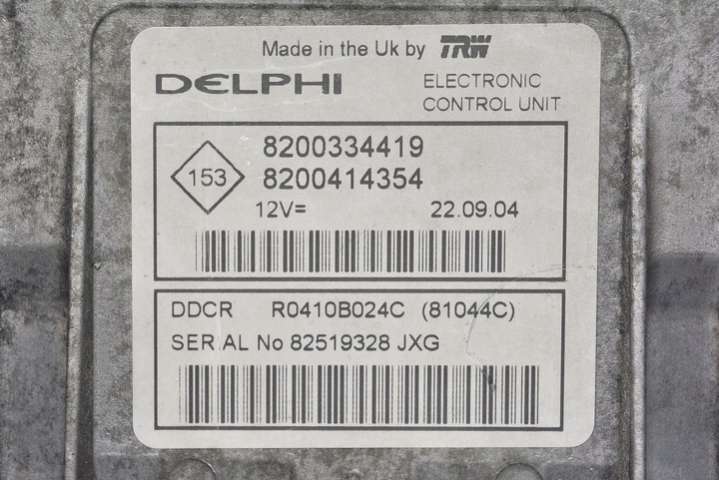 Made in the Uk by TRW
DELPHI
ELECTRONIC
CONTROL UNIT
153
8200334419
8200414354
12V=
22.09.04
DDCR R0410B024C (81044C)
SER AL No 82519328 JXG